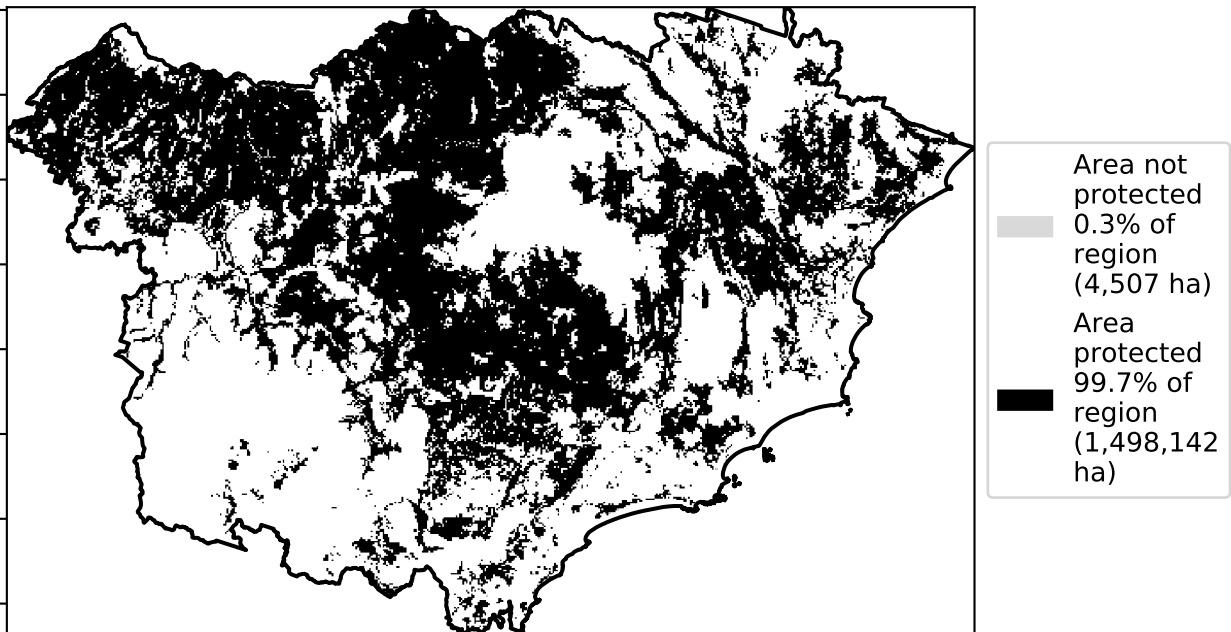 Area not
protected
0.3% of
region
(4,507 ha)
Area
protected
99.7% of
region
(1,498,142
ha)